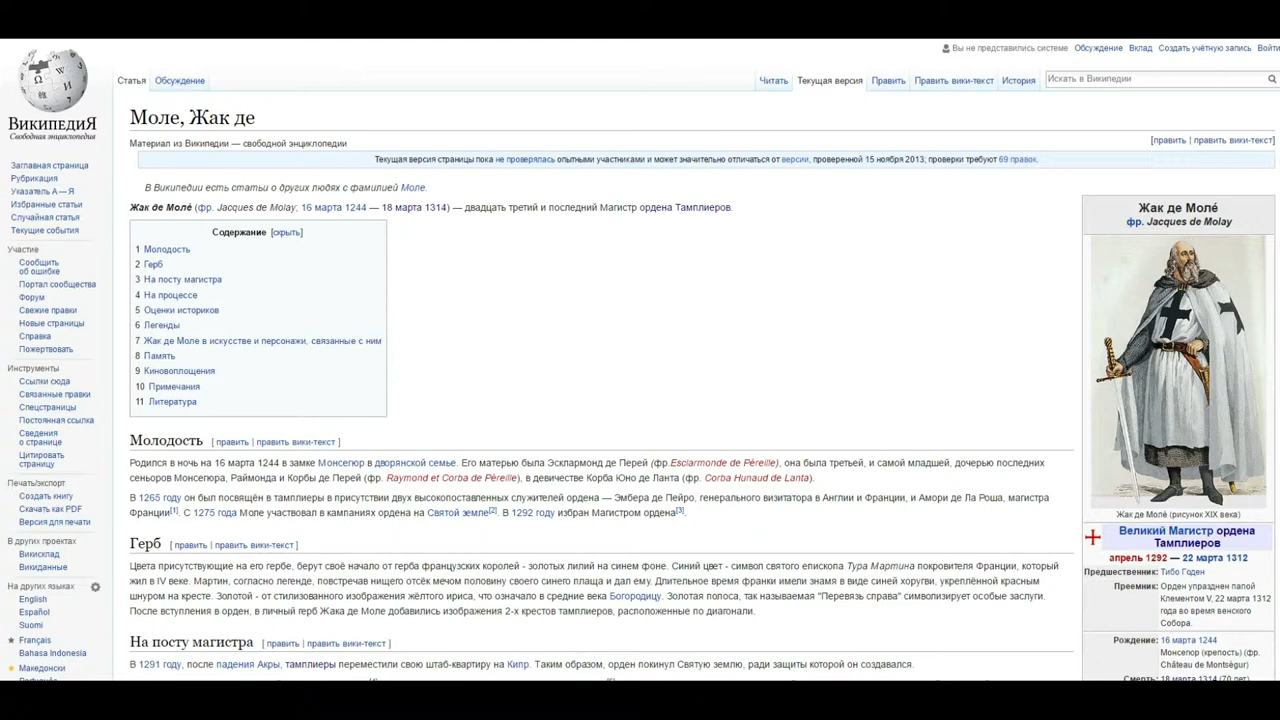 Вы не представились системе Обсуждение Вклад Создать учётную запись Войти
Статья Обсуждение
Читать Текущая версия Править Править вики-текст История Искать в Википедии
ВИКИПЕДИЯ
Свободная энциклопедия
Заглавная страница
Рубрикация
Указатель А — Я
Избранные статьи
Случайная статья
Текущие события
Участие
Сообщить
об ошибке
Портал сообщества
Форум
Свежие правки
Новые страницы
Справка
Пожертвовать
Инструменты
Ссылки сюда
Связанные правки
Спецстраницы
Постоянная ссылка
Сведения
о странице
Цитировать
страницу
Печать/экспорт
Создать книгу
Скачать как PDF
Версия для печати
В других проектах
Викисклад
Викиданные
На других языках
English
Español
Suomi
Français
Bahasa Indonesia
Македонски
Моле, Жак де
Материал из Википедии — свободной энциклопедии
[править | править вики-текст]
Текущая версия страницы пока не проверялась опытными участниками и может значительно отличаться от версии, проверенной 15 ноября 2013; проверки требуют 69 правок.
В Википедии есть статьи о других людях с фамилией Моле.
Жак де Моле́ (фр. Jacques de Molay; 16 марта 1244 — 18 марта 1314) — двадцать третий и последний Магистр ордена Тамплиеров.
Содержание [скрыть]
1 Молодость
2 Герб
3 На посту магистра
4 На процессе
5 Оценки историков
6 Легенды
7 Жак де Моле в искусстве и персонажи, связанные с ним
8 Память
9 Киновоплощения
10 Примечания
11 Литература
Молодость [ править | править вики-текст ]
Родился в ночь на 16 марта 1244 в замке Монсегюр в дворянской семье. Его матерью была Эсклармонд де Перей (фр.Esclarmonde de Péreille), она была третьей, и самой младшей, дочерью последних
сеньоров Монсегюра, Раймонда и Корбы де Перей (фр. Raymond et Corba de Péreille), в девичестве Корба Юно де Ланта (фр. Corba Hunaud de Lanta).
В 1265 году он был посвящён в тамплиеры в присутствии двух высокопоставленных служителей ордена — Эмбера де Пейро, генерального визитатора в Англии и Франции, и Амори де Ла Роша, магистра
Франции[1]. С 1275 года Моле участвовал в кампаниях ордена на Святой земле[2]. В 1292 году избран Магистром ордена[3].
Герб [ править | править вики-текст ]
Цвета присутствующие на его гербе, берут своё начало от герба французских королей - золотых лилий на синем фоне. Синий цвет - символ святого епископа Тура Мартина покровителя Франции, который
жил в IV веке. Мартин, согласно легенде, повстречав нищего отсёк мечом половину своего синего плаща и дал ему. Длительное время франки имели знамя в виде синей хоругви, укреплённой красным
шнуром на кресте. Золотой - от стилизованного изображения жёлтого ириса, что означало в средние века Богородицу. Золотая полоса, так называемая "Перевязь справа" символизирует особые заслуги.
После вступления в орден, в личный герб Жака де Моле добавились изображения 2-х крестов тамплиеров, расположенные по диагонали.
На посту магистра [ править | править вики-текст ]
В 1291 году, после падения Акры, тамплиеры переместили свою штаб-квартиру на Кипр. Таким образом, орден покинул Святую землю, ради защиты которой он создавался.
Жак де Моле́
фр. Jacques de Molay
Жак де Молѐ (рисунок XIX века)
Великий Магистр ордена
Тамплиеров
апрель 1292 — 22 марта 1312
Предшественник: Тибо Годен
Преемник: Орден упразднен папой
Клементом V, 22 марта 1312
года во время венского
Собора.
Рождение: 16 марта 1244
Монсегюр (крепость) (фр.
Château de Montségur)
Смерть: 18 марта 1314 (70 лет)